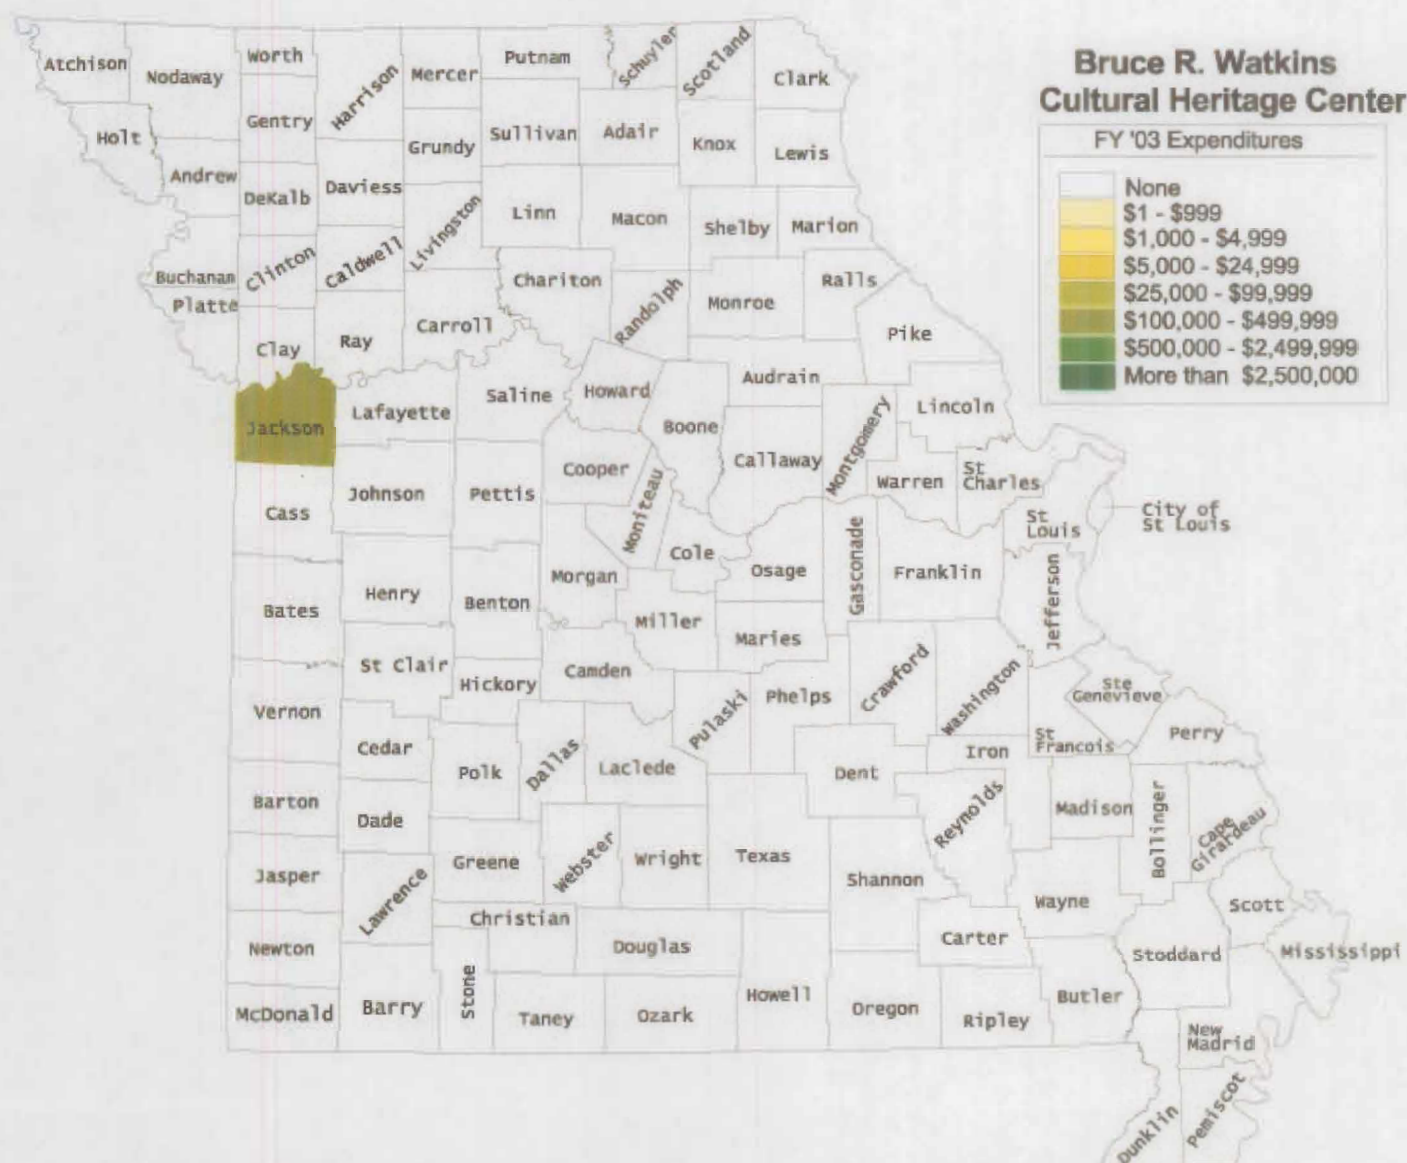 Bruce R. Watkins
Cultural Heritage Center
FY '03 Expenditures
None
$1 - $999
$1,000 - $4,999
$5,000 - $24,999
$25,000 - $99,999
$100,000 - $499,999
$500,000 - $2,499,999
More than $2,500,000
Atchison
Nodaway
Worth
Harrison
Mercer
Putnam
Schuyler
Scotland
Clark
Holt
Gentry
Grundy
Sullivan
Adair
Knox
Lewis
Andrew
DeKalb
Daviess
Livingston
Linn
Macon
Shelby
Marion
Buchanan
Clinton
Caldwell
Chariton
Randolph
Monroe
Ralls
Platte
Clay
Ray
Carroll
Pike
Jackson
Lafayette
Saline
Howard
Boone
Audrain
Lincoln
Cooper
Callaway
Montgomery
Warren
St
Charles
Cass
Johnson
Pettis
Moniteau
Cole
St
Louis
City of
St Louis
Morgan
Osage
Gasconade
Franklin
Jefferson
Bates
Henry
Benton
Miller
Maries
St Clair
Hickory
Camden
Pulaski
Phelps
Crawford
Washington
Ste
Genevieve
Vernon
Cedar
Polk
Dallas
Laclede
Dent
Iron
St
Francois
Perry
Barton
Dade
Reynolds
Madison
Bollinger
Cape
Girardeau
Jasper
Lawrence
Greene
Webster
Wright
Texas
Shannon
Wayne
Scott
Newton
Christian
Douglas
Carter
Stoddard
Mississippi
McDonald
Barry
Stone
Taney
Ozark
Howell
Oregon
Ripley
Butler
New
Madrid
Dunklin
Pemiscot